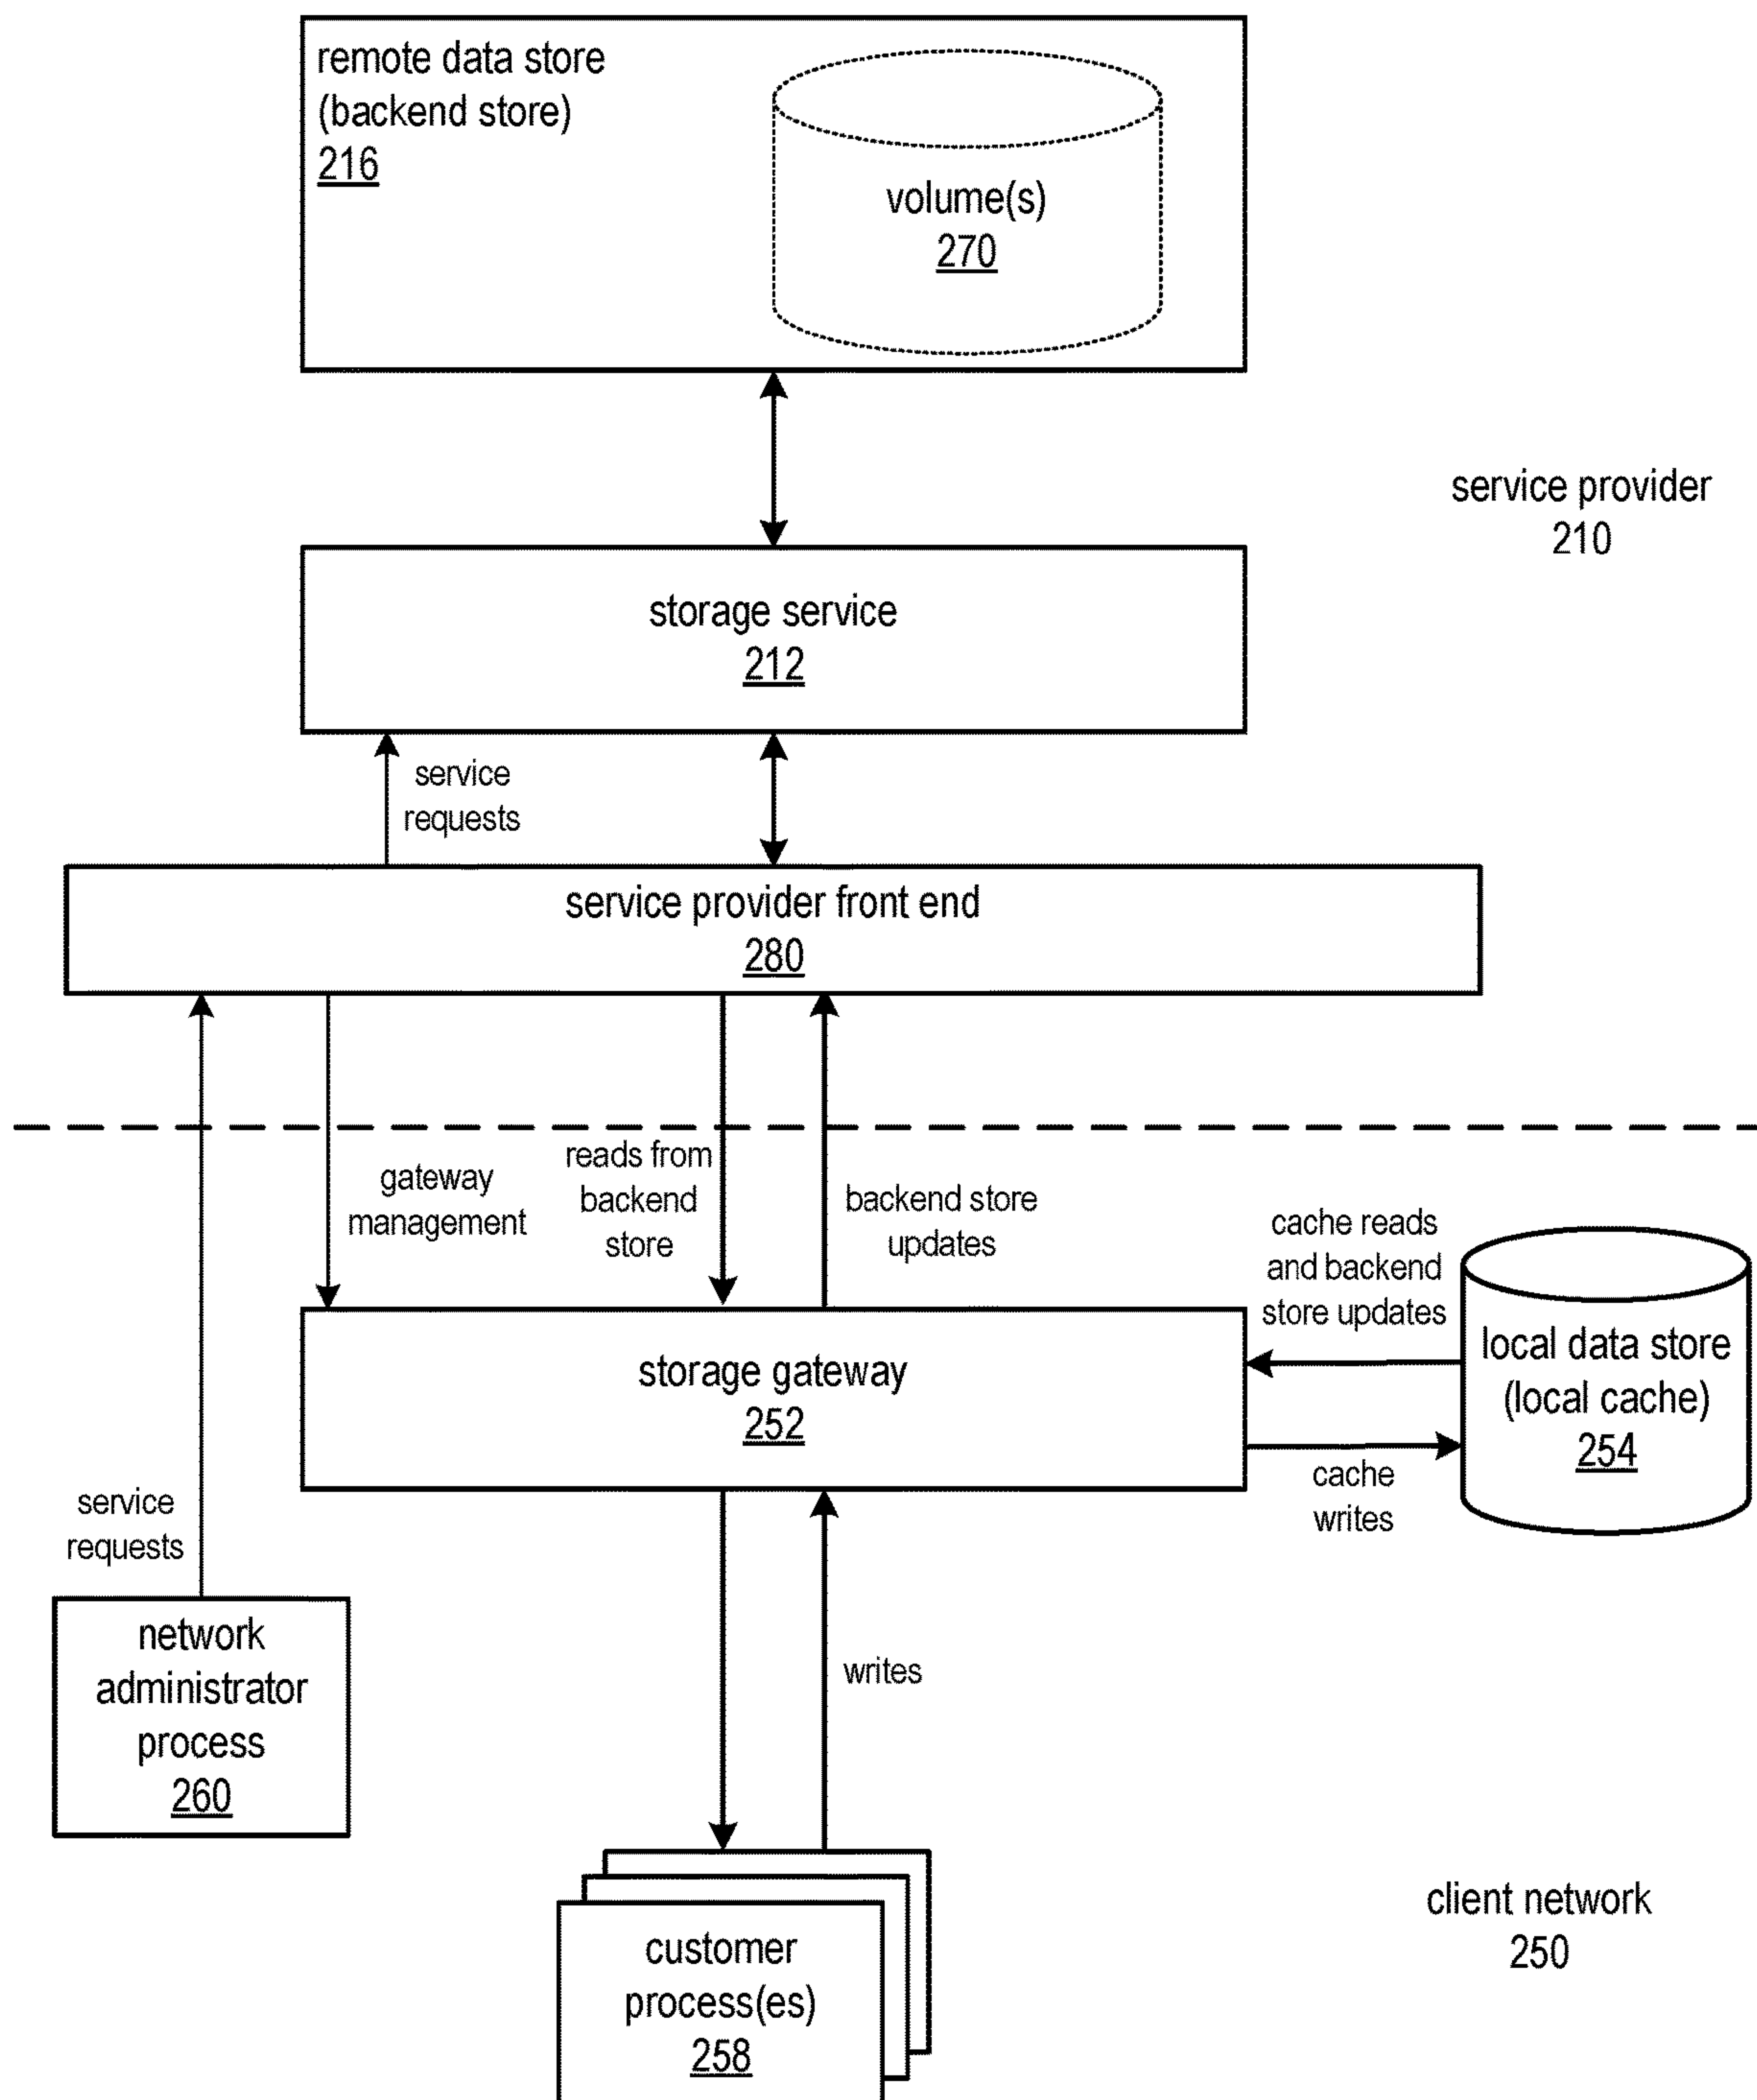 remote data store
(backend store)
216
volume(s)
270
service provider
210
storage service
212
service
requests
service provider front end
280
gateway
management
reads from
backend
store
backend store
updates
cache reads
and backend
store updates
local data store
(local cache)
254
storage gateway
252
cache
writes
service
requests
network
administrator
process
260
writes
client network
250
customer
process(es)
258